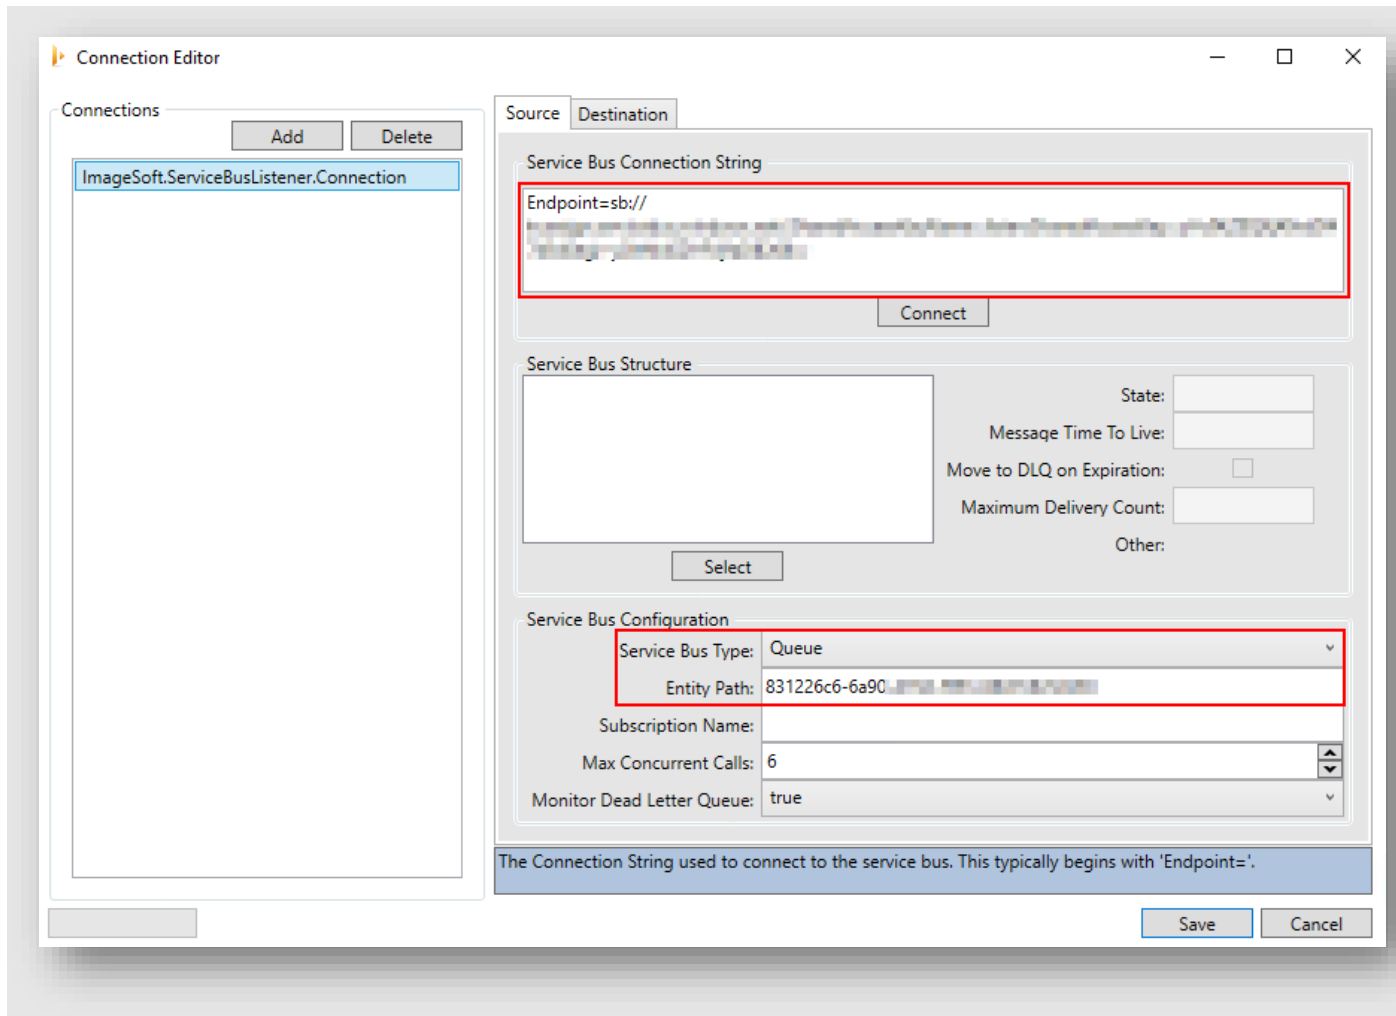 Connection Editor
Connections
Add
Delete
ImageSoft.ServiceBusListener.Connection
Source
Destination
Service Bus Connection String
Endpoint=sb://
Connect
Service Bus Structure
State:
Message Time To Live:
Move to DLQ on Expiration:
Maximum Delivery Count:
Other:
Select
Service Bus Configuration
Service Bus Type: Queue
Entity Path: 831226c6-6a90
Subscription Name:
Max Concurrent Calls: 6
Monitor Dead Letter Queue: true
The Connection String used to connect to the service bus. This typically begins with 'Endpoint='.
Save
Cancel